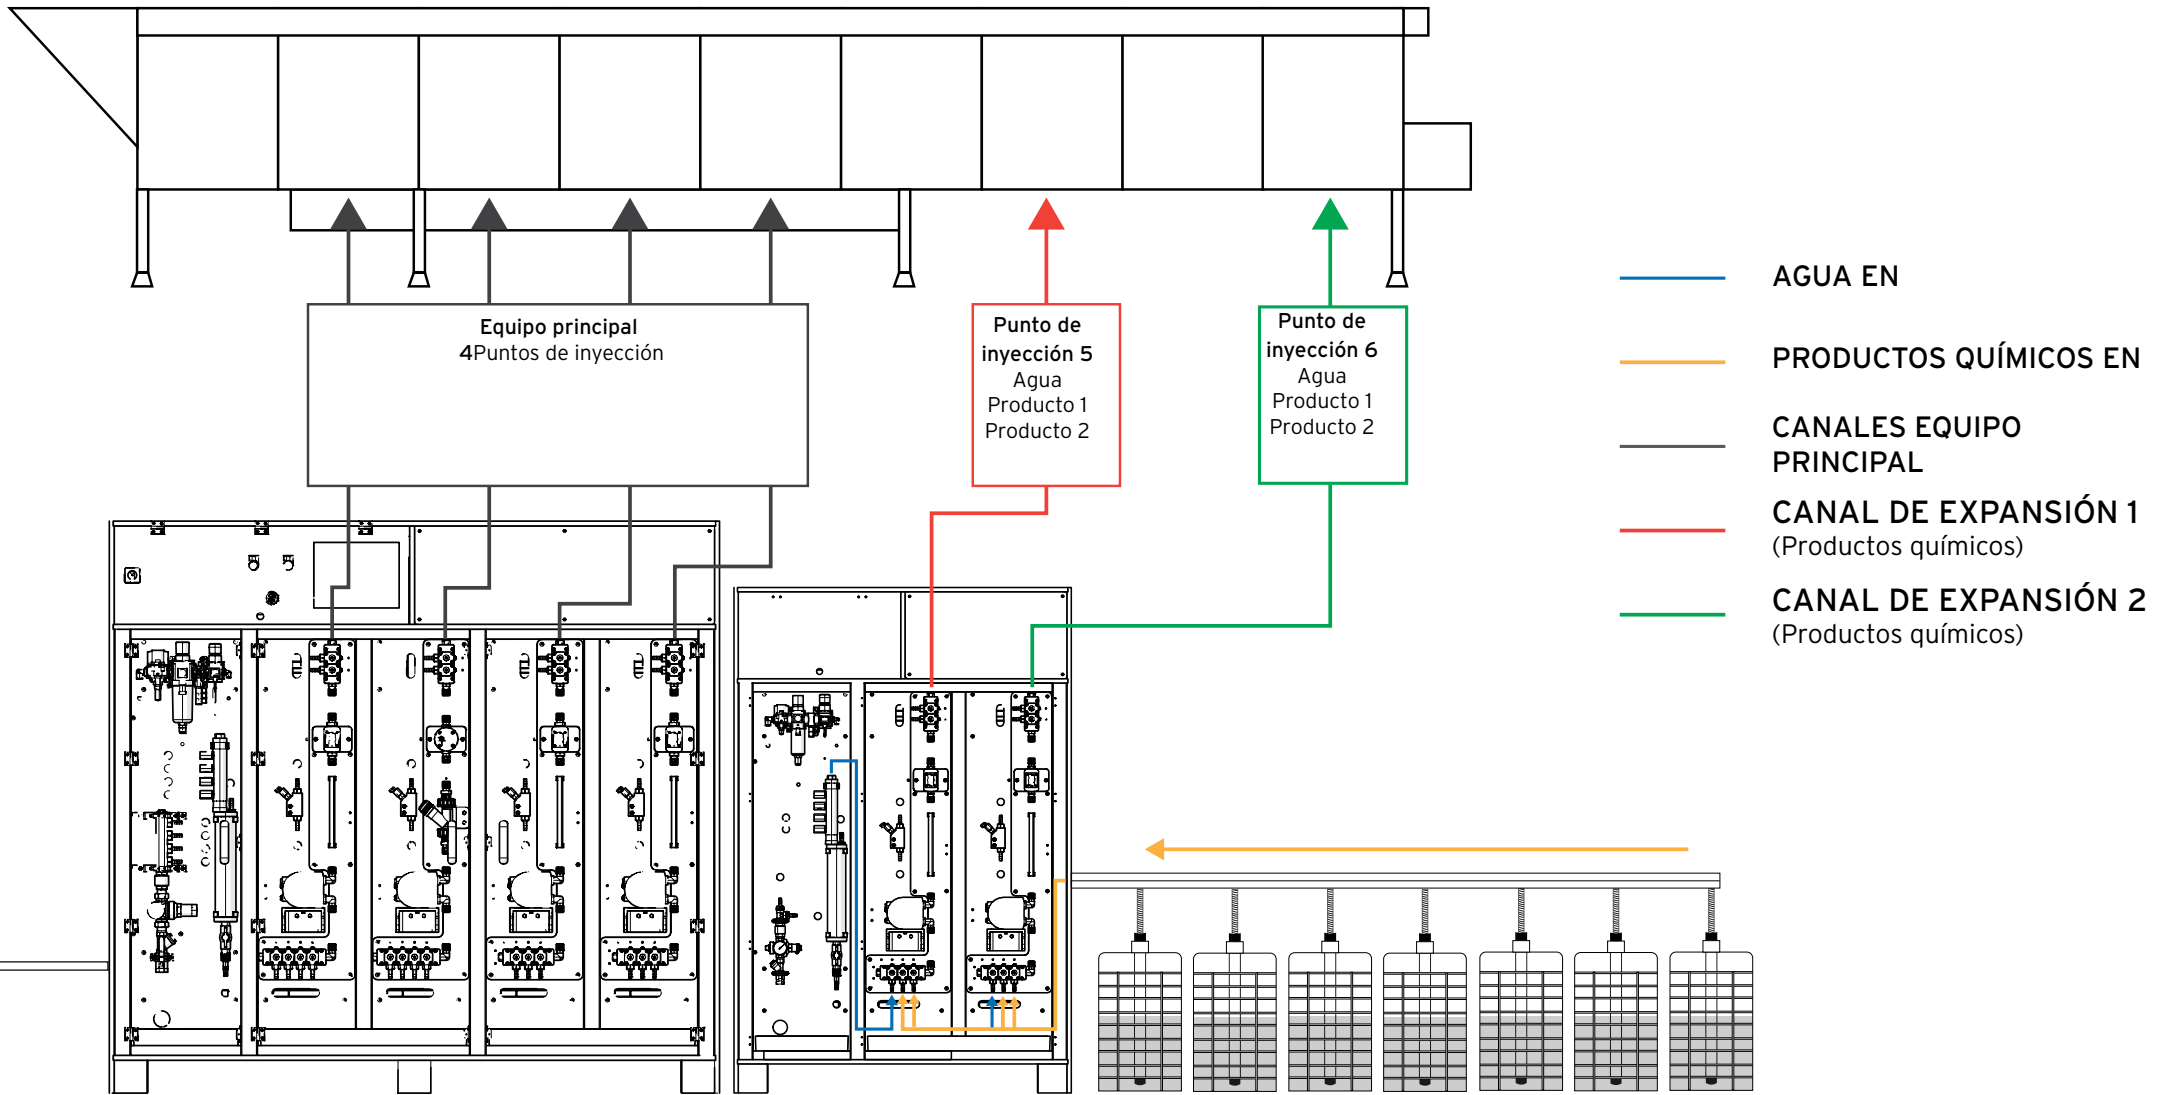 Equipo principal
4Puntos de inyección
Punto de
inyección 5
Agua
Producto 1
Producto 2
Punto de
inyección 6
Agua
Producto 1
Producto 2
AGUA EN
PRODUCTOS QUÍMICOS EN
CANALES EQUIPO
PRINCIPAL
CANAL DE EXPANSIÓN 1
(Productos químicos)
CANAL DE EXPANSIÓN 2
(Productos químicos)